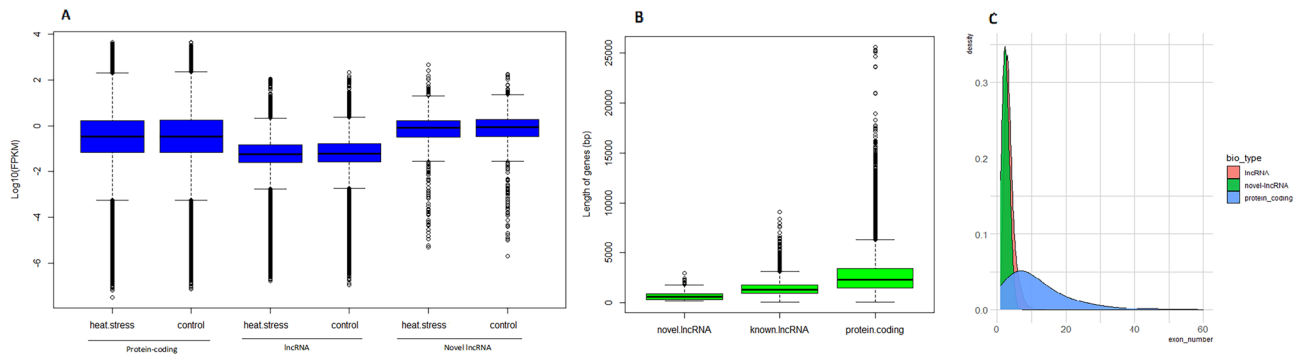 A
Log10(FPKM)
4
2
0
-2
-4
-6
heat.stress control heat.stress control heat.stress control
Protein-coding lncRNA Novel lncRNA
B
Length of genes (bp)
25000
20000
15000
10000
5000
0
novel.lncRNA known.lncRNA protein.coding
C
density
0.3
0.2
0.1
0.0
0 20 40 60
exon_number
bio_type
lncRNA
novel-lncRNA
protein_coding